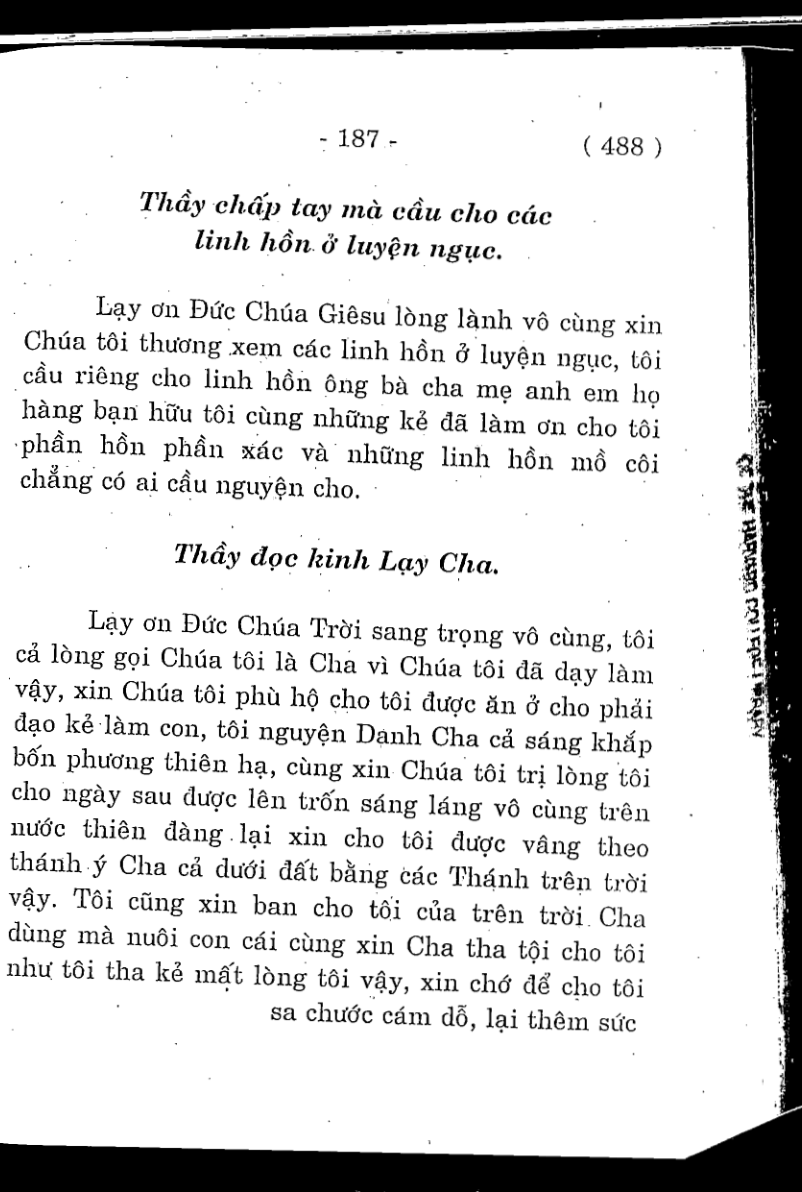 - 187 -
( 488 )
Thầy chấp tay mà cầu cho các
linh hồn ở luyện ngục.
Lạy ơn Đức Chúa Giêsu lòng lành vô cùng xin
Chúa tôi thương xem các linh hồn ở luyện ngục, tôi
cầu riêng cho linh hồn ông bà cha mẹ anh em họ
hàng bạn hữu tôi cùng những kẻ đã làm ơn cho tôi
phần hồn phần xác và những linh hồn mồ côi
chẳng có ai cầu nguyện cho.
Thầy đọc kinh Lạy Cha.
Lạy ơn Đức Chúa Trời sang trọng vô cùng, tôi
cả lòng gọi Chúa tôi là Cha vì Chúa tôi đã dạy làm
vậy, xin Chúa tôi phù hộ cho tôi được ăn ở cho phải
đạo kẻ làm con, tôi nguyện Danh Cha cả sáng khắp
bốn phương thiên hạ, cùng xin Chúa tôi trị lòng tôi
cho ngày sau được lên trốn sáng láng vô cùng trên
nước thiên đàng lại xin cho tôi được vâng theo
thánh ý Cha cả dưới đất bằng các Thánh trên trời
vậy. Tôi cũng xin ban cho tôi của trên trời Cha
dùng mà nuôi con cái cùng xin Cha tha tội cho tôi
như tôi tha kẻ mất lòng tôi vậy, xin chớ để cho tôi
sa chước cám dỗ, lại thêm sức
HARVARD COLLEGE LIBRARY